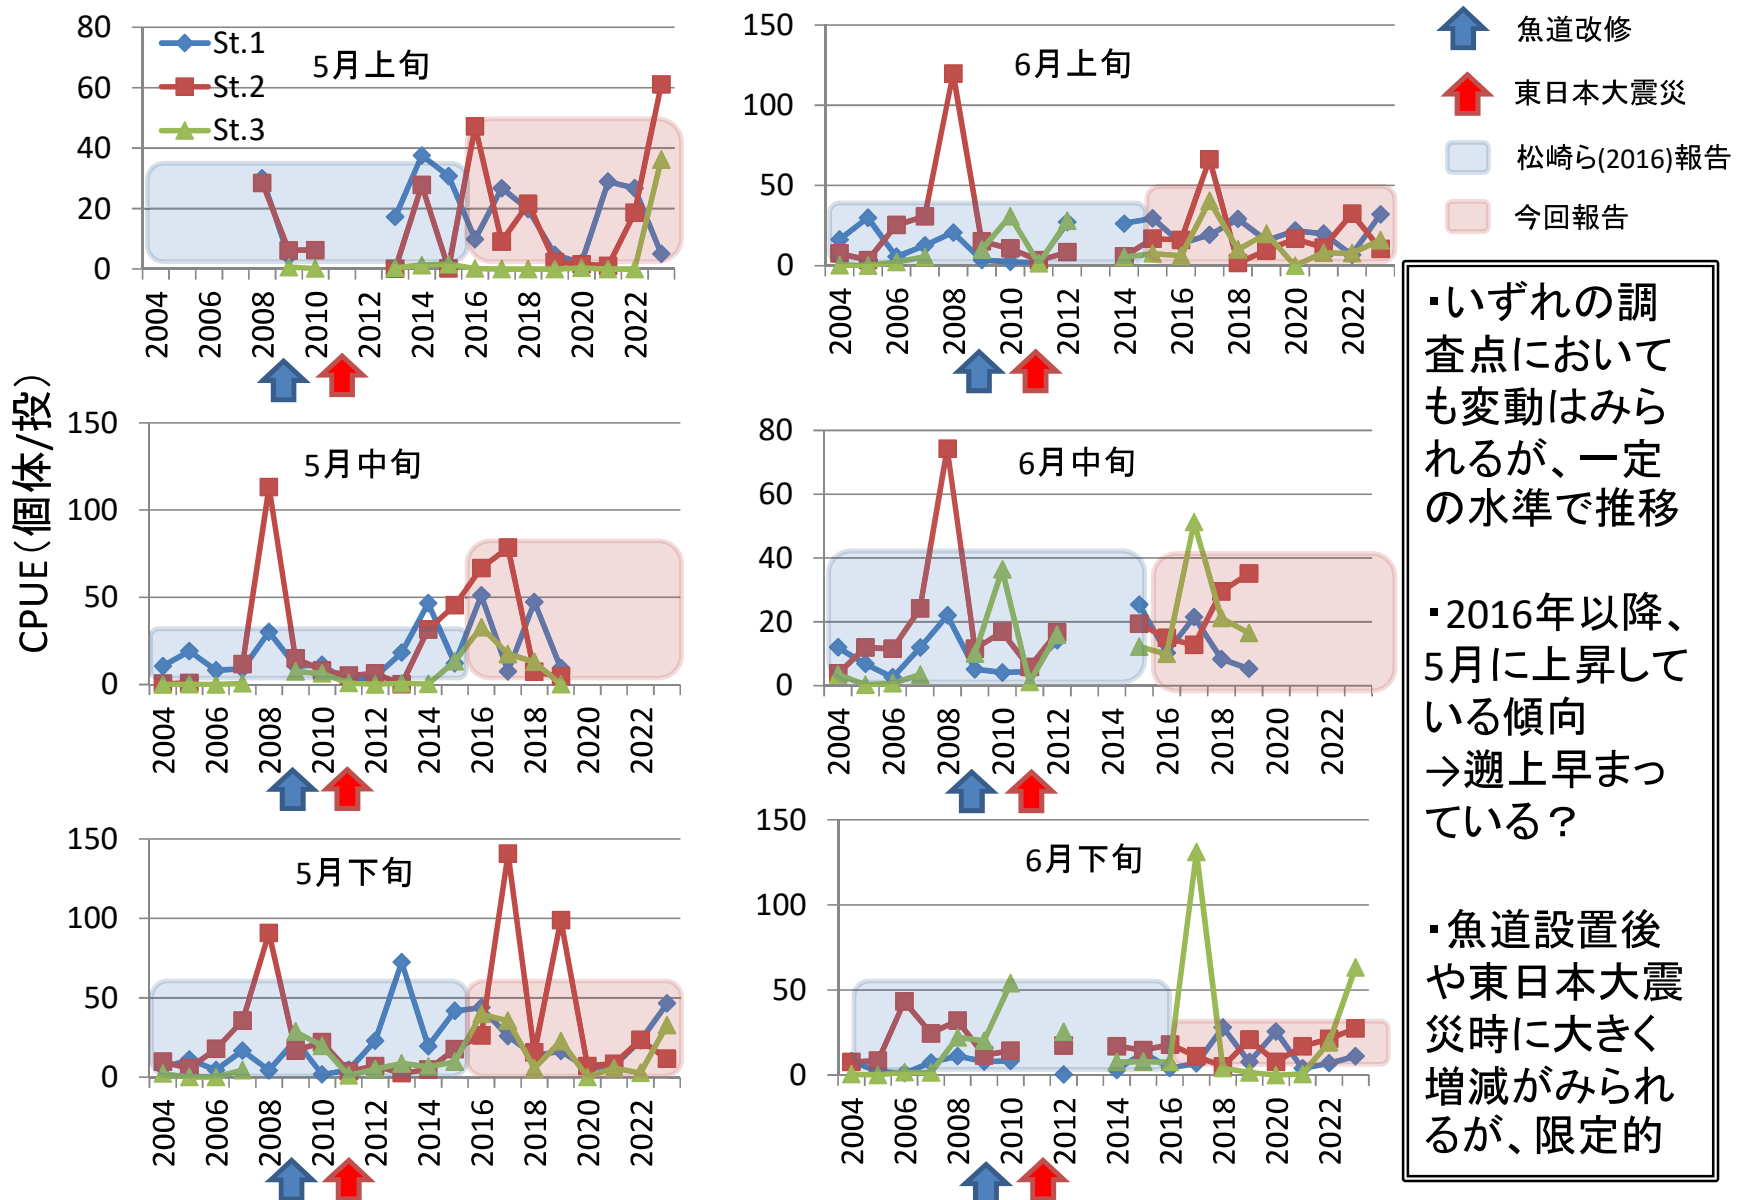 CPUE(個体/投)
80
60
40
20
0
St.1
St.2
St.3
5月上旬
2004
2006
2008
2010
2012
2014
2016
2018
2020
2022
150
100
50
0
6月上旬
2004
2006
2008
2010
2012
2014
2016
2018
2020
2022
150
100
50
0
5月中旬
2004
2006
2008
2010
2012
2014
2016
2018
2020
2022
80
60
40
20
0
6月中旬
2004
2006
2008
2010
2012
2014
2016
2018
2020
2022
150
100
50
0
5月下旬
2004
2006
2008
2010
2012
2014
2016
2018
2020
2022
150
100
50
0
6月下旬
2004
2006
2008
2010
2012
2014
2016
2018
2020
2022
魚道改修
東日本大震災
松崎ら(2016)報告
今回報告
・いずれの調
査点において
も変動はみら
れるが、一定
の水準で推移
・2016年以降、
5月に上昇して
いる傾向
→遡上早まっ
ている？
・魚道設置後
や東日本大震
災時に大きく
増減がみられ
るが、限定的